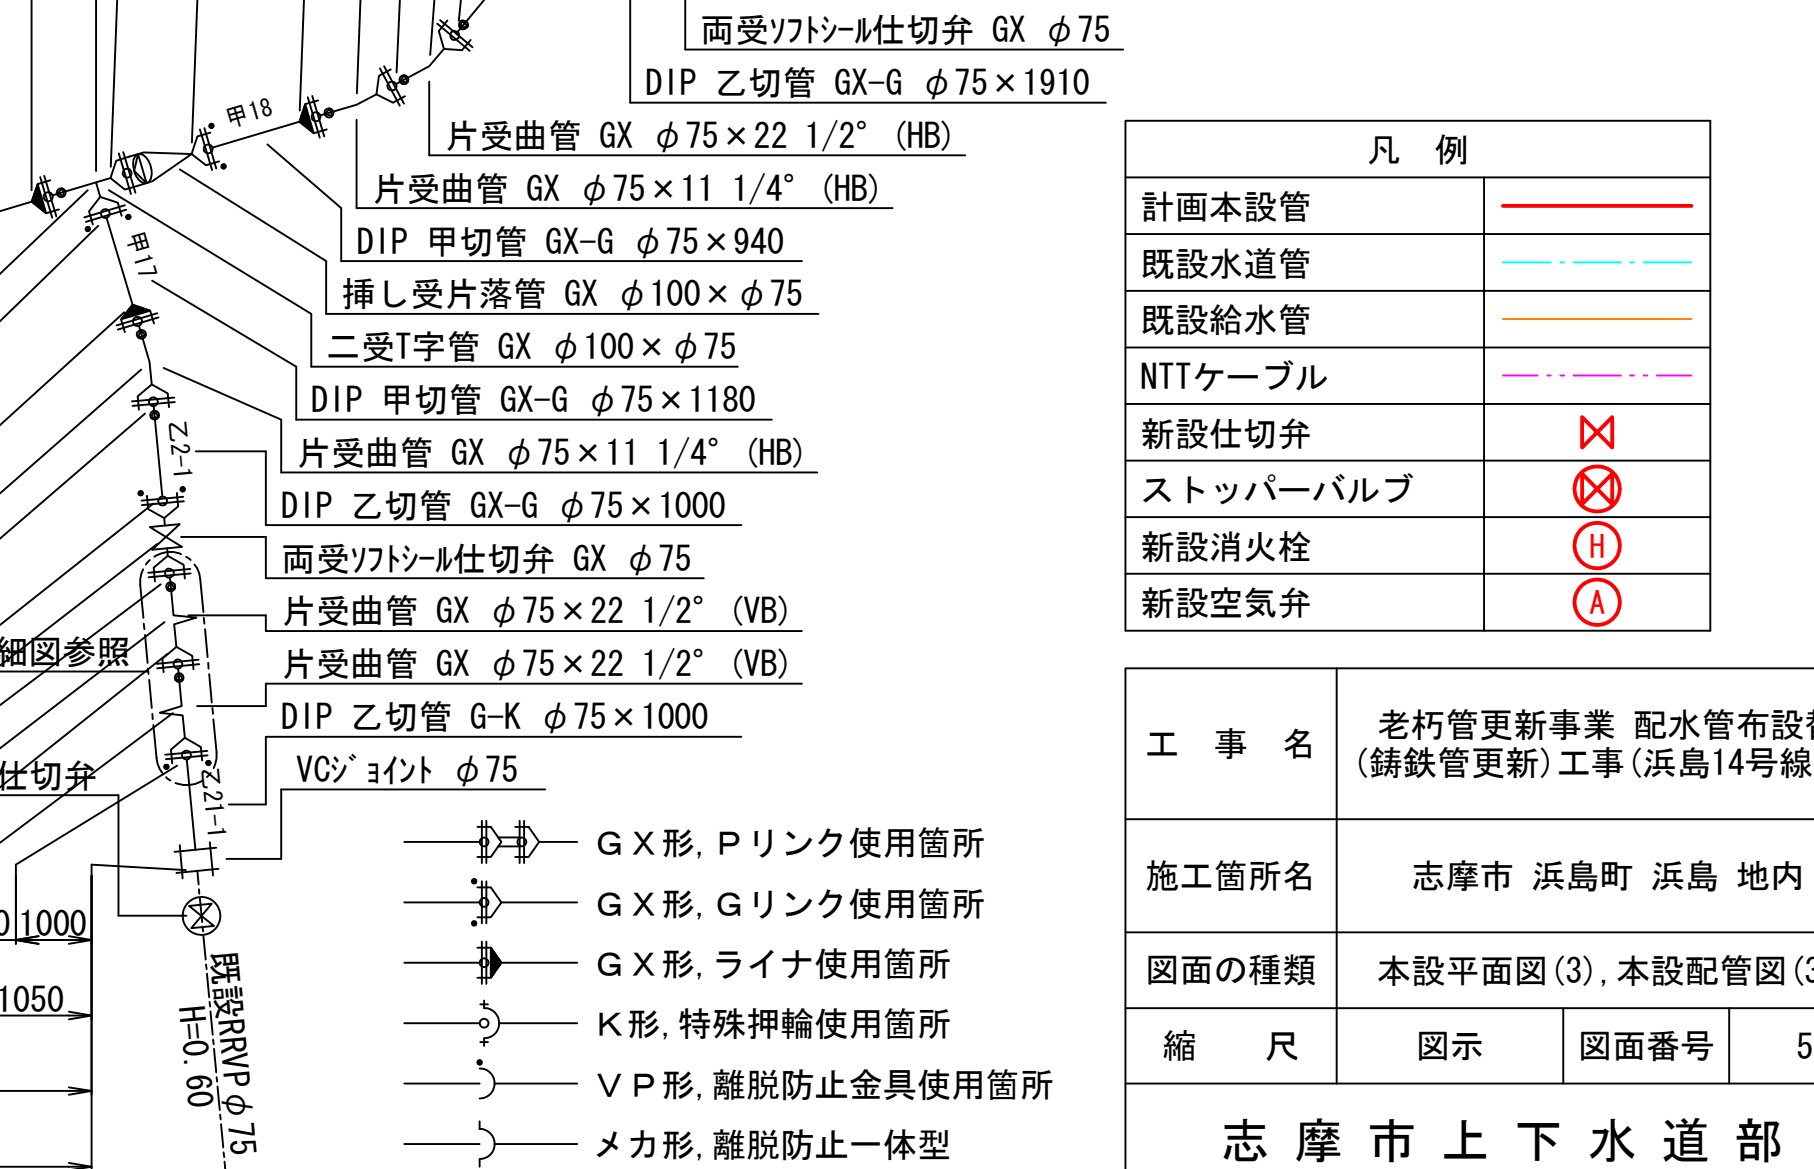 両受ソフトシール仕切弁 GX φ75
DIP 乙切管 GX-G φ75×1910
片受曲管 GX φ75×22 1/2° (HB)
片受曲管 GX φ75×11 1/4° (HB)
DIP 甲切管 GX-G φ75×940
挿し受片落管 GX φ100×φ75
二受T字管 GX φ100×φ75
DIP 甲切管 GX-G φ75×1180
片受曲管 GX φ75×11 1/4° (HB)
DIP 乙切管 GX-G φ75×1000
両受ソフトシール仕切弁 GX φ75
片受曲管 GX φ75×22 1/2° (VB)
片受曲管 GX φ75×22 1/2° (VB)
DIP 乙切管 G-K φ75×1000
VCジョイント φ75
甲18
甲17
乙2-1
乙21-1
細図参照
仕切弁
0 1000
1050
既設RRVPφ75
H=0.60
GX形,Pリンク使用箇所
GX形,Gリンク使用箇所
GX形,ライナ使用箇所
K形,特殊押輪使用箇所
VP形,離脱防止金具使用箇所
メカ形,離脱防止一体型
凡 例
計画本設管
既設水道管
既設給水管
NTTケーブル
新設仕切弁
ストッパーバルブ
新設消火栓 H
新設空気弁 A
工 事 名
老朽管更新事業 配水管布設替
(鋳鉄管更新)工事(浜島14号線
施工箇所名 志摩市 浜島町 浜島 地内
図面の種類 本設平面図(3),本設配管図(3
縮 尺 図示 図面番号 5
志摩市上下水道部